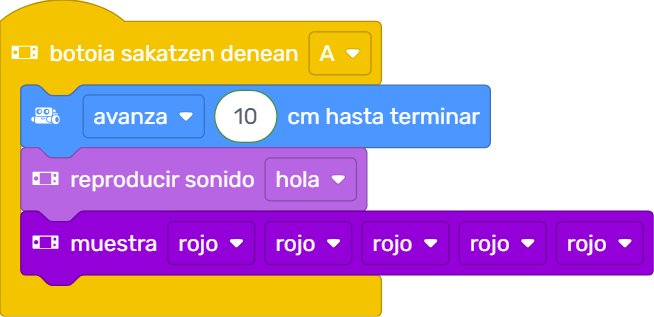 botoia sakatzen denean A
avanza 10 cm hasta terminar
reproducir sonido hola
muestra rojo rojo rojo rojo rojo